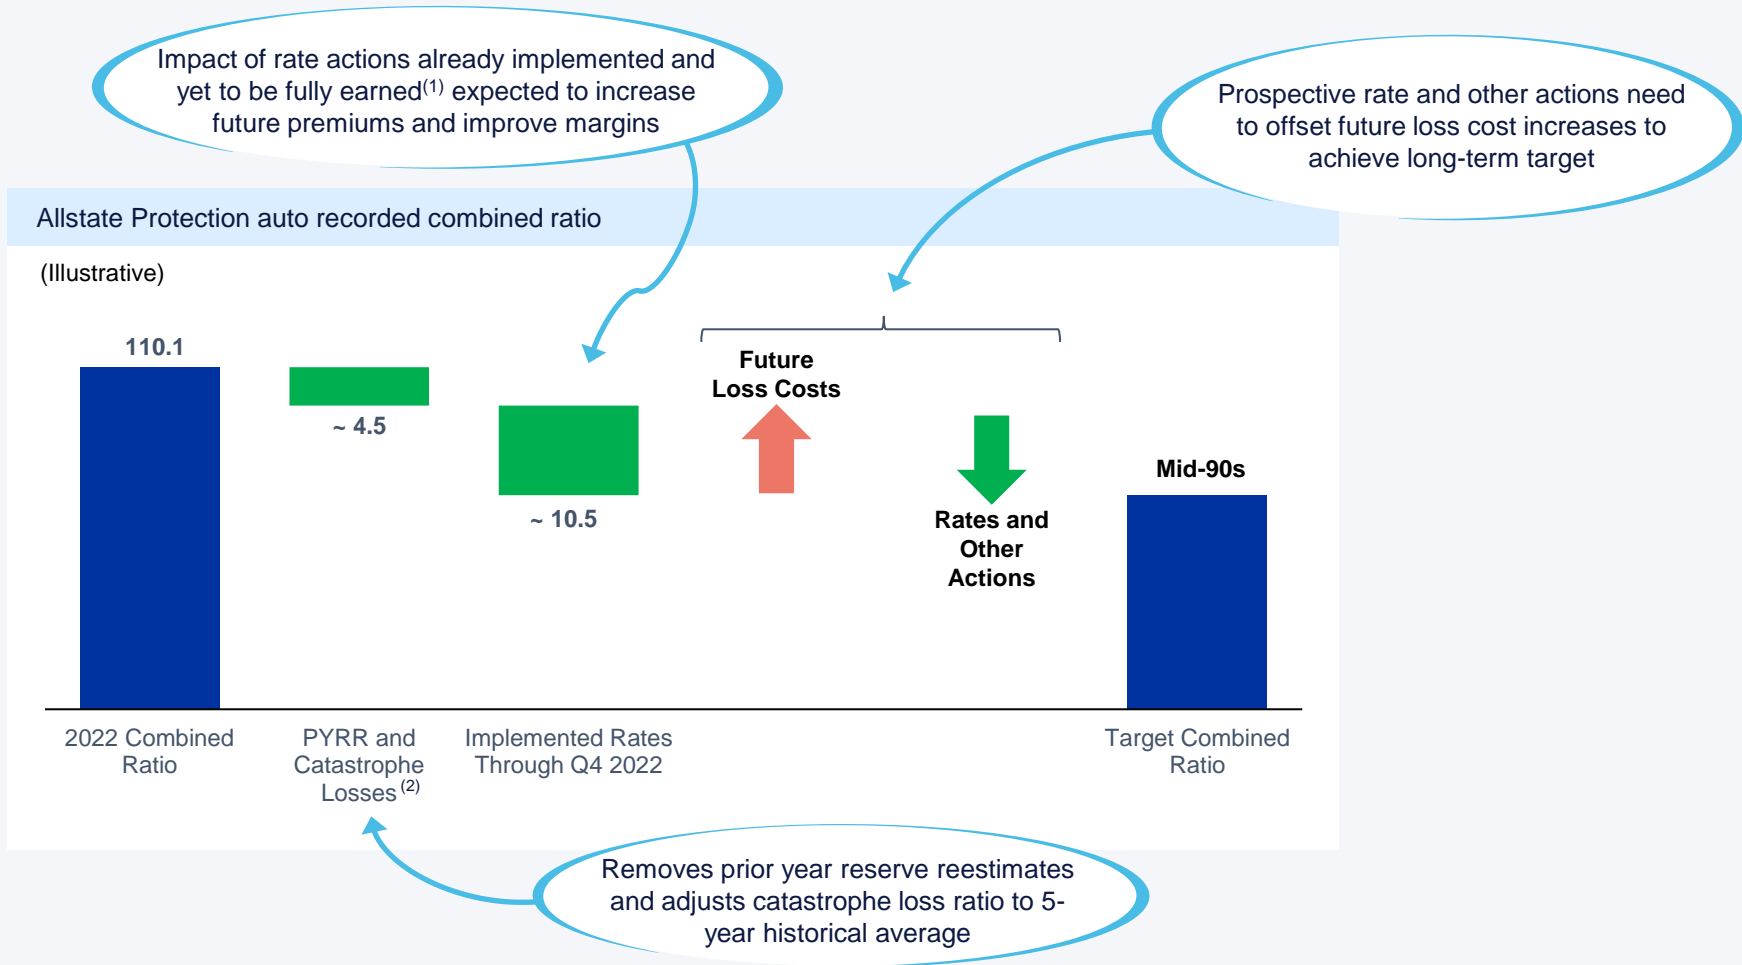 Impact of rate actions already implemented and
yet to be fully earned(1) expected to increase
future premiums and improve margins
Prospective rate and other actions need
to offset future loss cost increases to
achieve long-term target
Allstate Protection auto recorded combined ratio
(Illustrative)
110.1
~ 4.5
~ 10.5
Future
Loss Costs
Rates and
Other
Actions
Mid-90s
2022 Combined
Ratio
PYRR and
Catastrophe
Losses (2)
Implemented Rates
Through Q4 2022
Target Combined
Ratio
Removes prior year reserve reestimates
and adjusts catastrophe loss ratio to 5-
year historical average